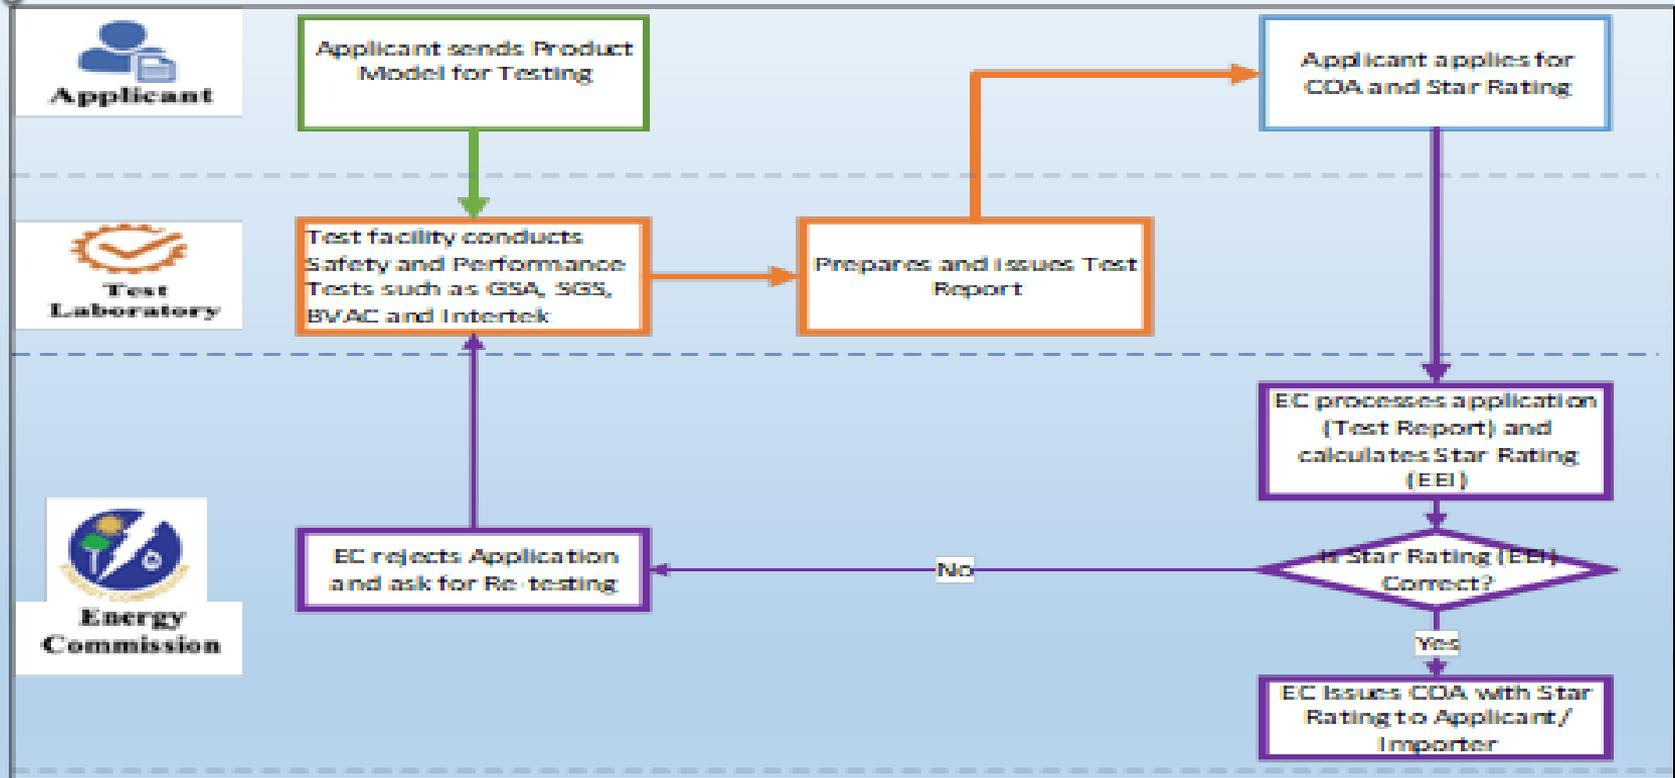 Applicant
Applicant sends Product
Model for Testing
Applicant applies for
COA and Star Rating
Test
Laboratory
Test facility conducts
Safety and Performance
Tests such as GSA, SGS,
BVAC and Intertek
Prepares and issues Test
Report
EC processes application
(Test Report) and
calculates Star Rating
(EEI)
Energy
Commission
EC rejects Application
and ask for Re-testing
No
Is Star Rating (EEI)
Correct?
Yes
EC Issues COA with Star
Rating to Applicant/
Importer